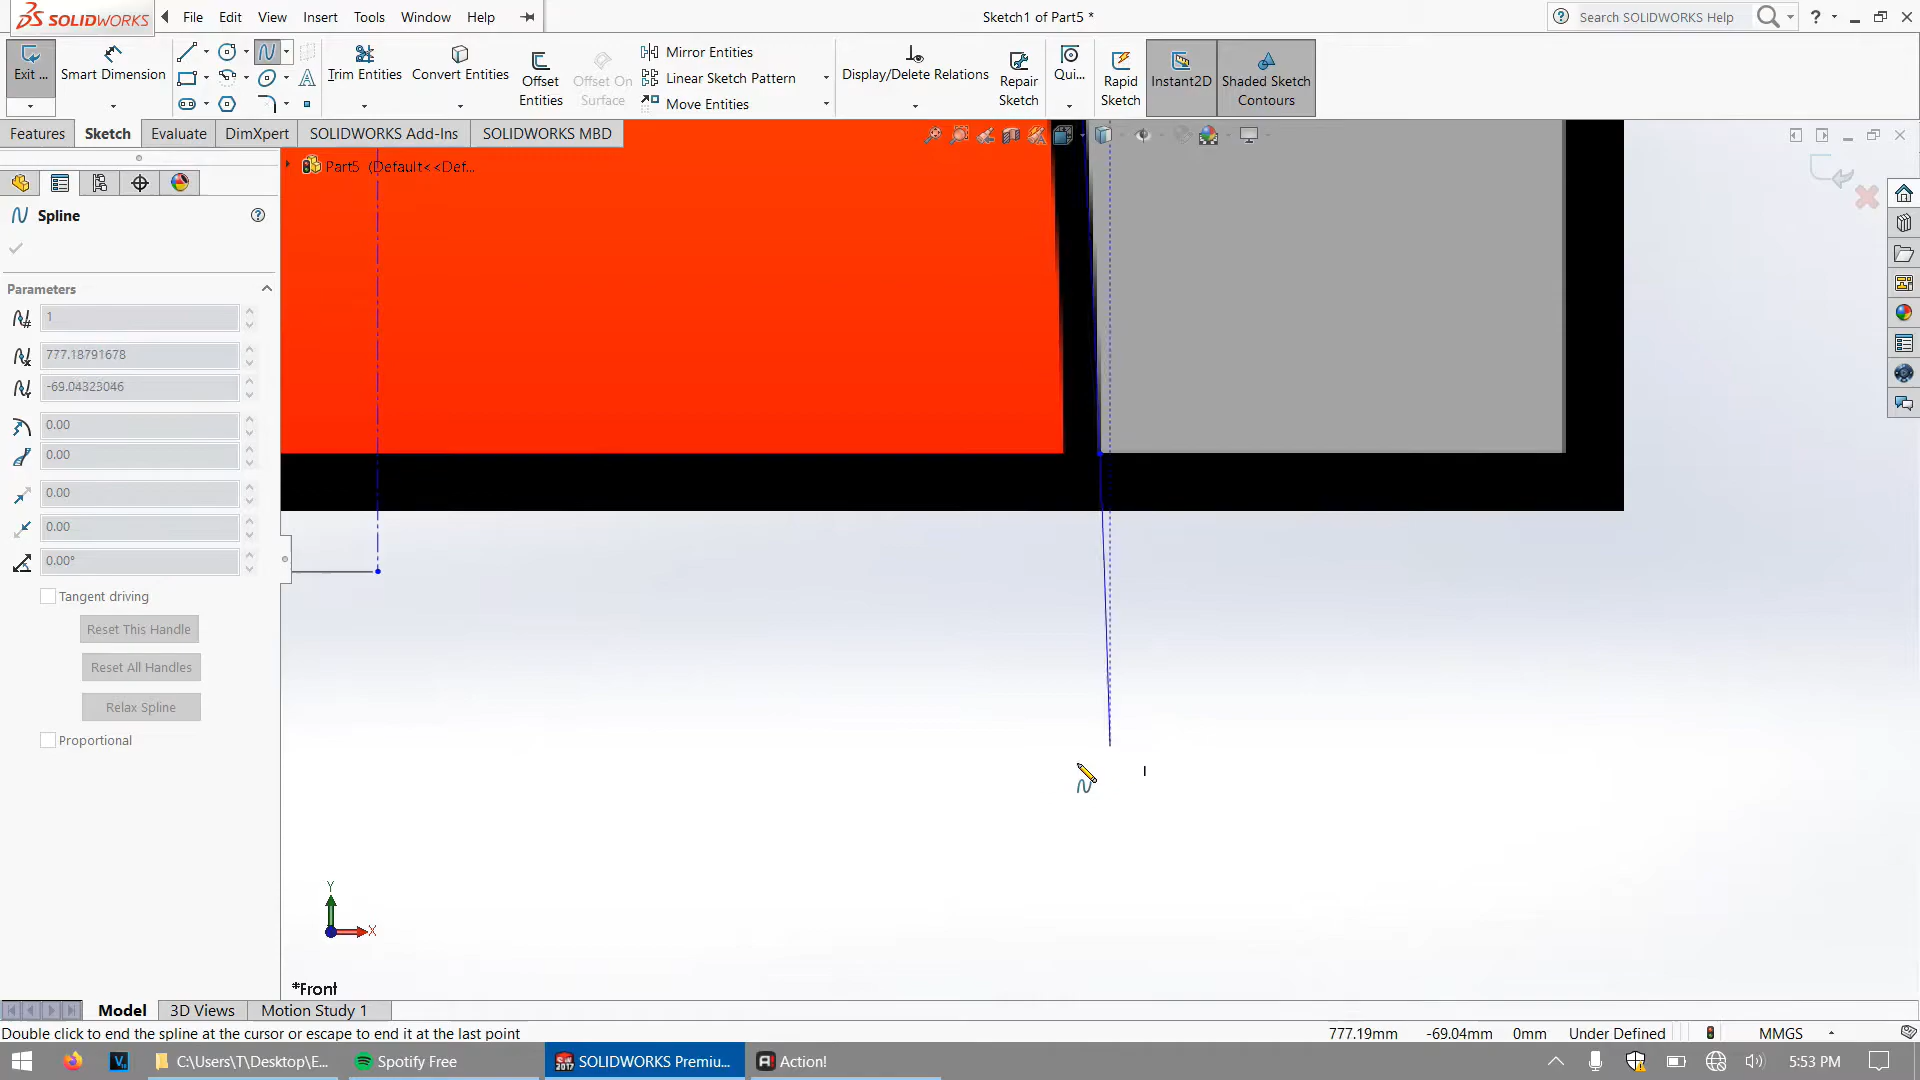 SOLIDWORKS
File
Edit
View
Insert
Tools
Window
Help
Sketch1 of Part5 *
Search SOLIDWORKS Help
?
Exit ...
Smart Dimension
Trim Entities
Convert Entities
Offset
Entities
Offset On
Surface
Mirror Entities
Linear Sketch Pattern
Move Entities
Display/Delete Relations
Repair
Sketch
Qui...
Rapid
Sketch
Instant2D
Shaded Sketch
Contours
Features
Sketch
Evaluate
DimXpert
SOLIDWORKS Add-Ins
SOLIDWORKS MBD
Part5 (Default<<Def...
Spline
?
Parameters
1
777.18791678
-69.04323046
0.00
0.00
0.00
0.00
0.00°
Tangent driving
Reset This Handle
Reset All Handles
Relax Spline
Proportional
Y
X
*Front
Model
3D Views
Motion Study 1
Double click to end the spline at the cursor or escape to end it at the last point
777.19mm
-69.04mm
0mm
Under Defined
MMGS
C:\Users\T\Desktop\E...
Spotify Free
SOLIDWORKS Premiu...
Action!
5:53 PM